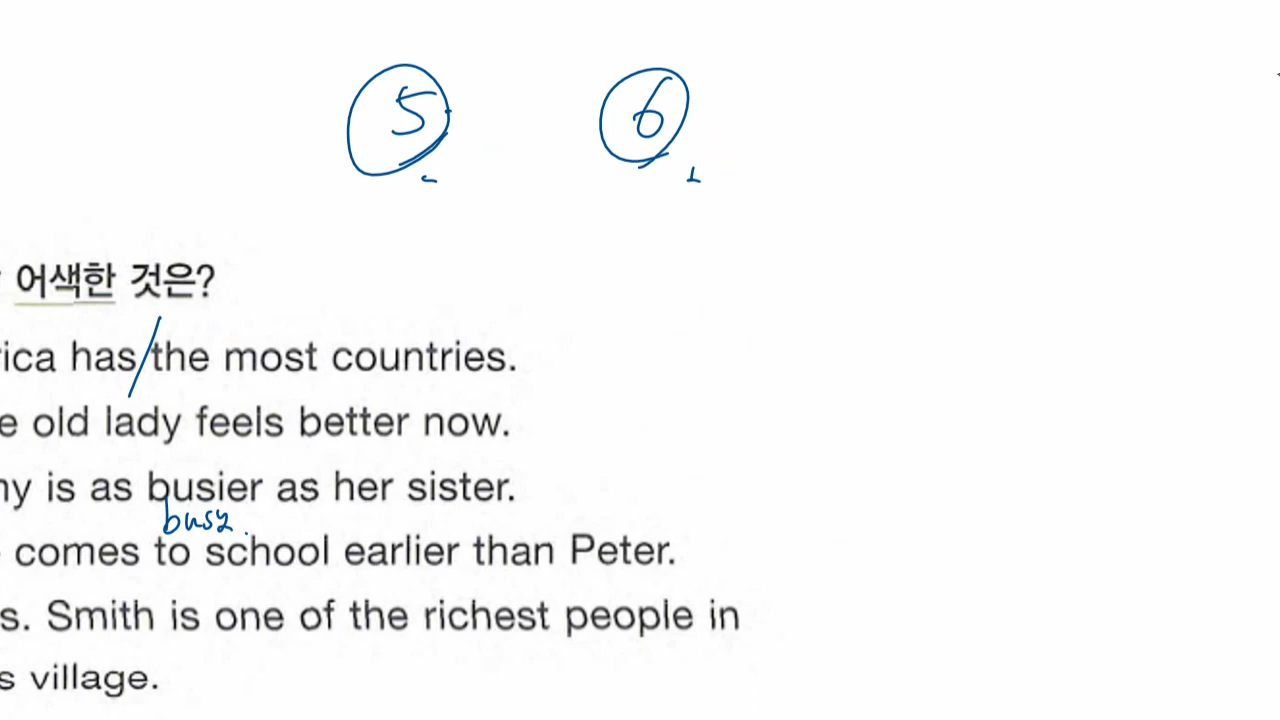 5 6
어색한 것은?
ica has the most countries.
e old lady feels better now.
ny is as busier as her sister.
busy.
comes to school earlier than Peter.
s. Smith is one of the richest people in
s village.